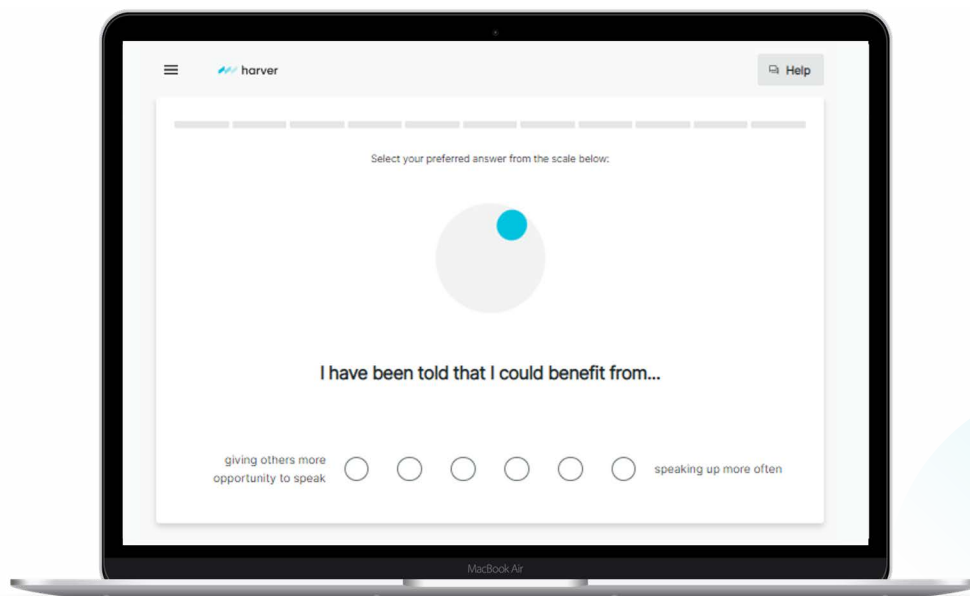 harver
Help
Select your preferred answer from the scale below:
I have been told that I could benefit from...
giving others more
opportunity to speak
speaking up more often
MacBook Air